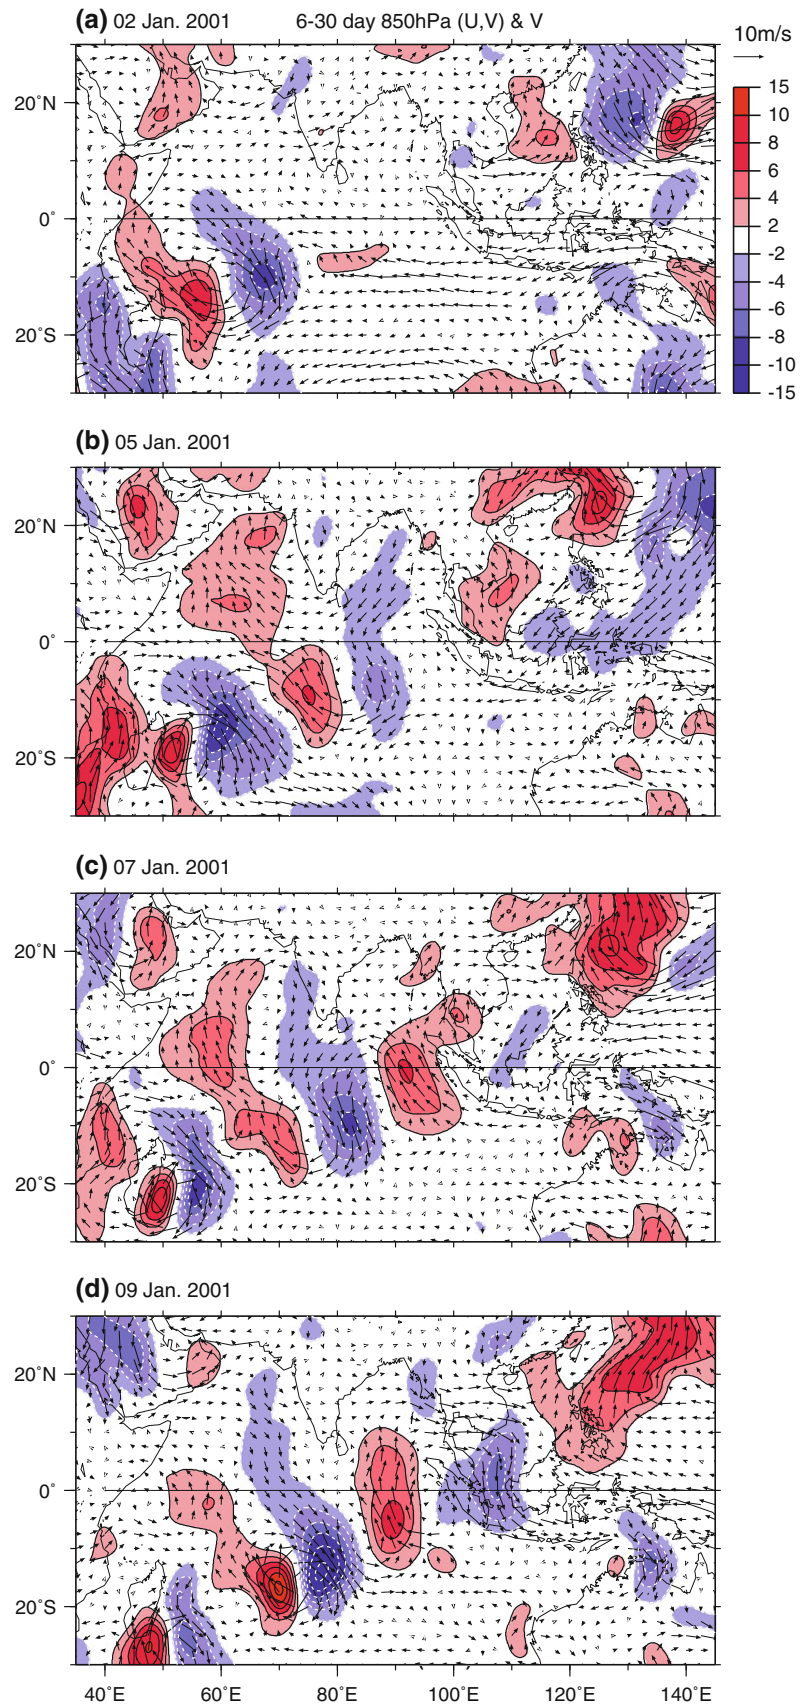 (a) 02 Jan. 2001 6-30 day 850hPa (U,V) & V
10m/s
20°N
0°
20°S
15
10
8
6
4
2
-2
-4
-6
-8
-10
-15
(b) 05 Jan. 2001
20°N
0°
20°S
(c) 07 Jan. 2001
20°N
0°
20°S
(d) 09 Jan. 2001
20°N
0°
20°S
40°E 60°E 80°E 100°E 120°E 140°E